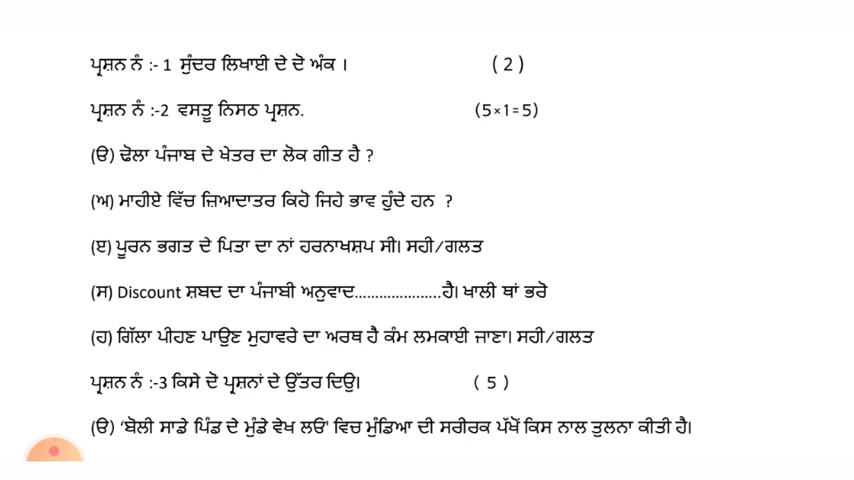 ਪ੍ਰਸ਼ਨ ਨੰ :- 1 ਸੁੰਦਰ ਲਿਖਾਈ ਦੇ ਦੋ ਅੰਕ । ( 2 )
ਪ੍ਰਸ਼ਨ ਨੰ :-2 ਵਸਤੂ ਨਿਸਠ ਪ੍ਰਸ਼ਨ. (5×1=5)
(ੳ) ਢੋਲਾ ਪੰਜਾਬ ਦੇ ਖੇਤਰ ਦਾ ਲੋਕ ਗੀਤ ਹੈ ?
(ਅ) ਮਾਹੀਏ ਵਿੱਚ ਜ਼ਿਆਦਾਤਰ ਕਿਹੋ ਜਿਹੇ ਭਾਵ ਹੁੰਦੇ ਹਨ ?
(ੲ) ਪੂਰਨ ਭਗਤ ਦੇ ਪਿਤਾ ਦਾ ਨਾਂ ਹਰਨਾਖਸ਼ਪ ਸੀ। ਸਹੀ/ਗਲਤ
(ਸ) Discount ਸ਼ਬਦ ਦਾ ਪੰਜਾਬੀ ਅਨੁਵਾਦ.....................ਹੈ। ਖਾਲੀ ਥਾਂ ਭਰੋ
(ਹ) ਗਿੱਲਾ ਪੀਹਣ ਪਾਉਣ ਮੁਹਾਵਰੇ ਦਾ ਅਰਥ ਹੈ ਕੰਮ ਲਮਕਾਈ ਜਾਣਾ। ਸਹੀ/ਗਲਤ
ਪ੍ਰਸ਼ਨ ਨੰ :-3 ਕਿਸੇ ਦੋ ਪ੍ਰਸ਼ਨਾਂ ਦੇ ਉੱਤਰ ਦਿਉ। ( 5 )
(ੳ) ‘ਬੋਲੀ ਸਾਡੇ ਪਿੰਡ ਦੇ ਮੁੰਡੇ ਵੇਖ ਲਓ' ਵਿਚ ਮੁੰਡਿਆ ਦੀ ਸਰੀਰਕ ਪੱਖੋਂ ਕਿਸ ਨਾਲ ਤੁਲਨਾ ਕੀਤੀ ਹੈ।